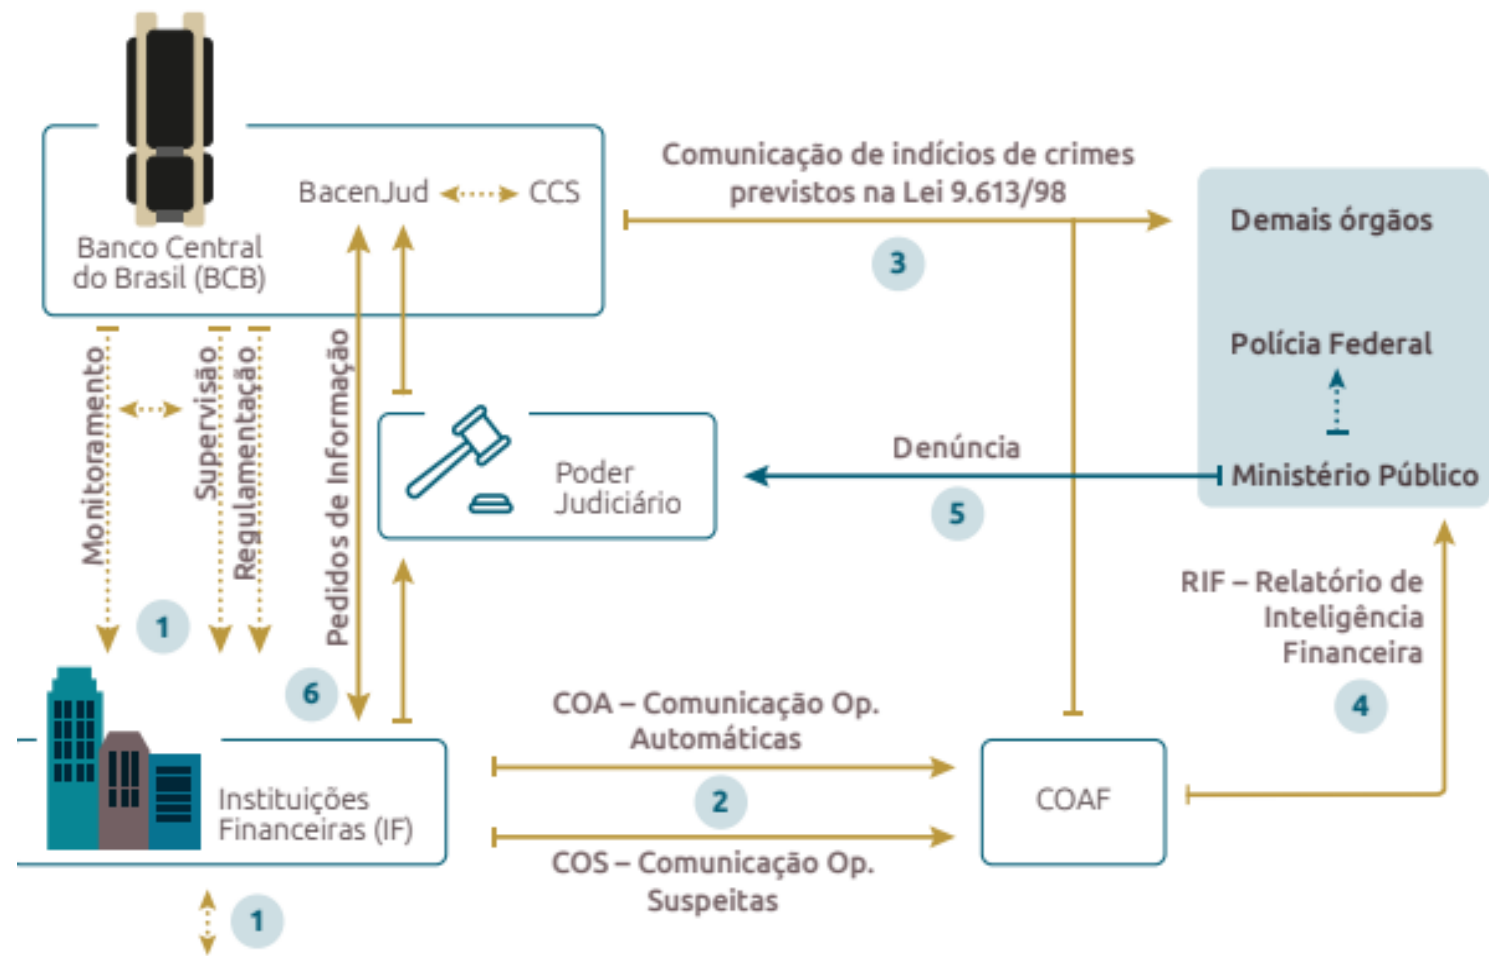 Comunicação de indícios de crimes
previstos na Lei 9.613/98
3
BacenJud
CCS
Banco Central
do Brasil (BCB)
Demais órgãos
Polícia Federal
Ministério Público
Monitoramento
Supervisão
Regulamentação
Pedidos de Informação
1
Poder
Judiciário
Denúncia
5
RIF – Relatório de
Inteligência
Financeira
4
6
COA – Comunicação Op.
Automáticas
2
COS – Comunicação Op.
Suspeitas
Instituições
Financeiras (IF)
COAF
1